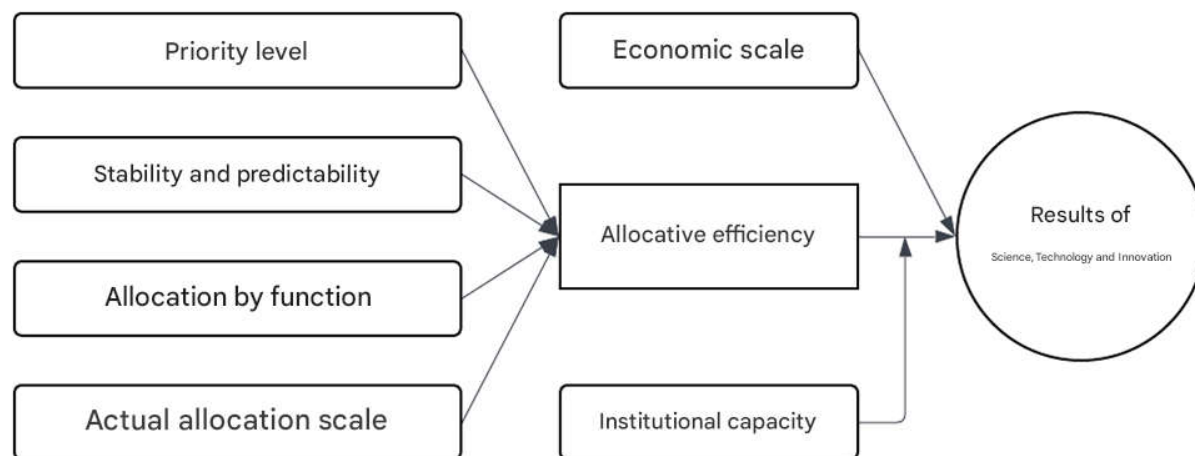 Priority level
Stability and predictability
Allocation by function
Actual allocation scale
Economic scale
Allocative efficiency
Institutional capacity
Results of
Science, Technology and Innovation